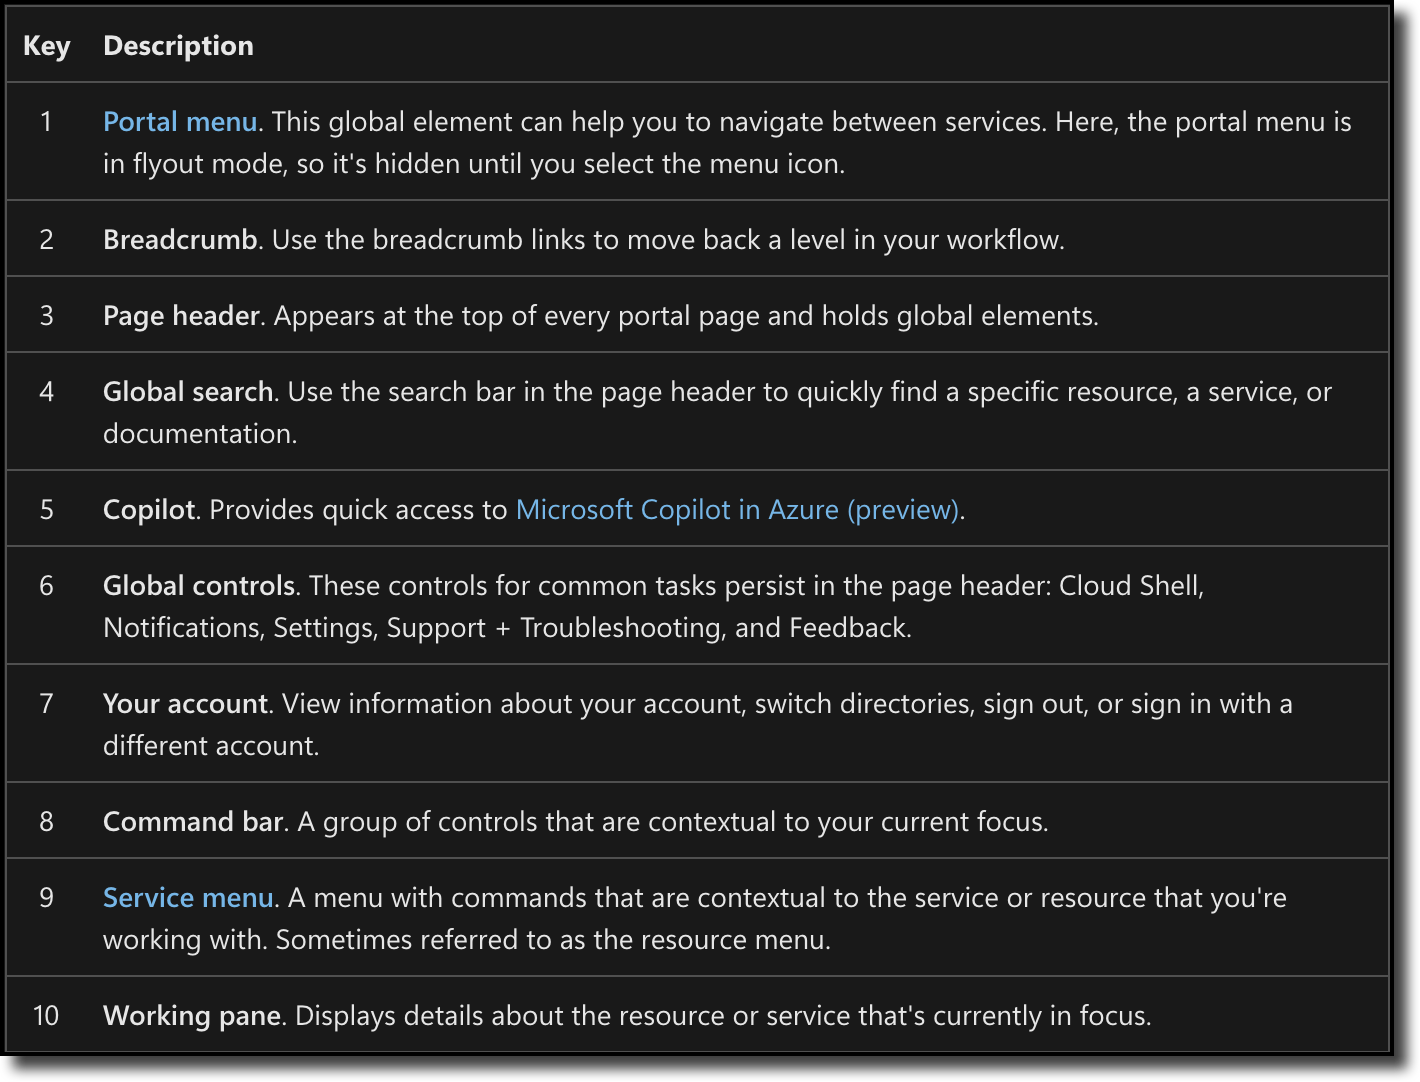 Key Description
1 Portal menu. This global element can help you to navigate between services. Here, the portal menu is
in flyout mode, so it's hidden until you select the menu icon.
2 Breadcrumb. Use the breadcrumb links to move back a level in your workflow.
3 Page header. Appears at the top of every portal page and holds global elements.
4 Global search. Use the search bar in the page header to quickly find a specific resource, a service, or
documentation.
5 Copilot. Provides quick access to Microsoft Copilot in Azure (preview).
6 Global controls. These controls for common tasks persist in the page header: Cloud Shell,
Notifications, Settings, Support + Troubleshooting, and Feedback.
7 Your account. View information about your account, switch directories, sign out, or sign in with a
different account.
8 Command bar. A group of controls that are contextual to your current focus.
9 Service menu. A menu with commands that are contextual to the service or resource that you're
working with. Sometimes referred to as the resource menu.
10 Working pane. Displays details about the resource or service that's currently in focus.